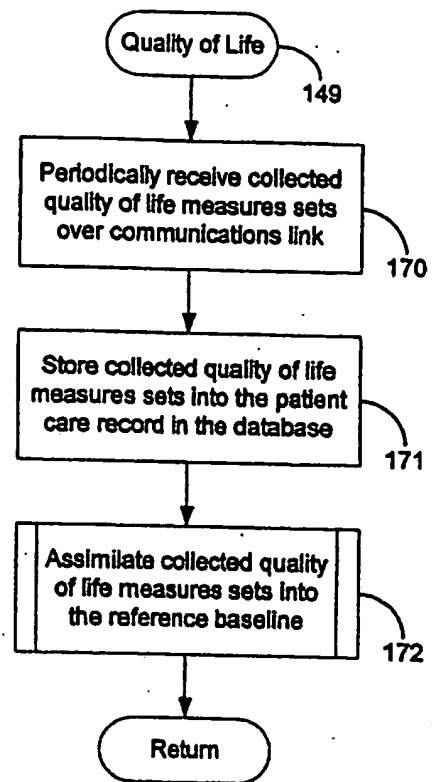 Quality of Life
149
Periodically receive collected
quality of life measures sets
over communications link
170
Store collected quality of life
measures sets into the patient
care record in the database
171
Assimilate collected quality
of life measures sets into
the reference baseline
172
Return